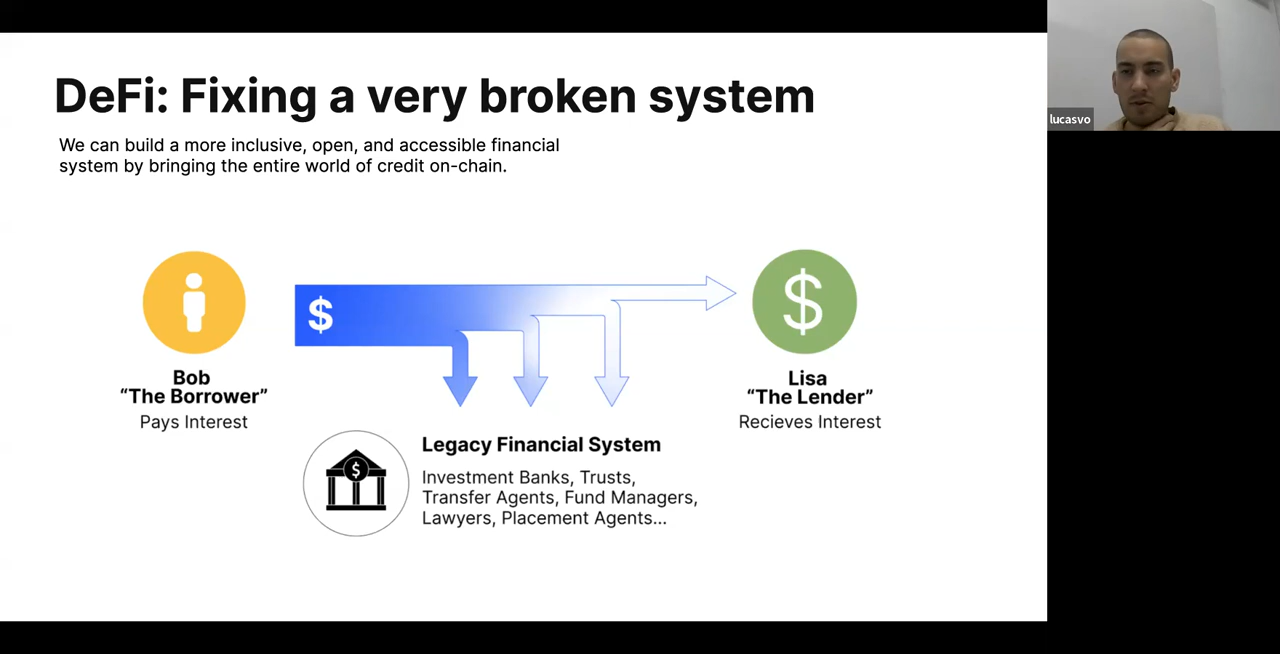 DeFi: Fixing a very broken system
We can build a more inclusive, open, and accessible financial
system by bringing the entire world of credit on-chain.
$
$
Bob
“The Borrower”
Pays Interest
Lisa
“The Lender”
Recieves Interest
$
Legacy Financial System
Investment Banks, Trusts,
Transfer Agents, Fund Managers,
Lawyers, Placement Agents...
lucasvo